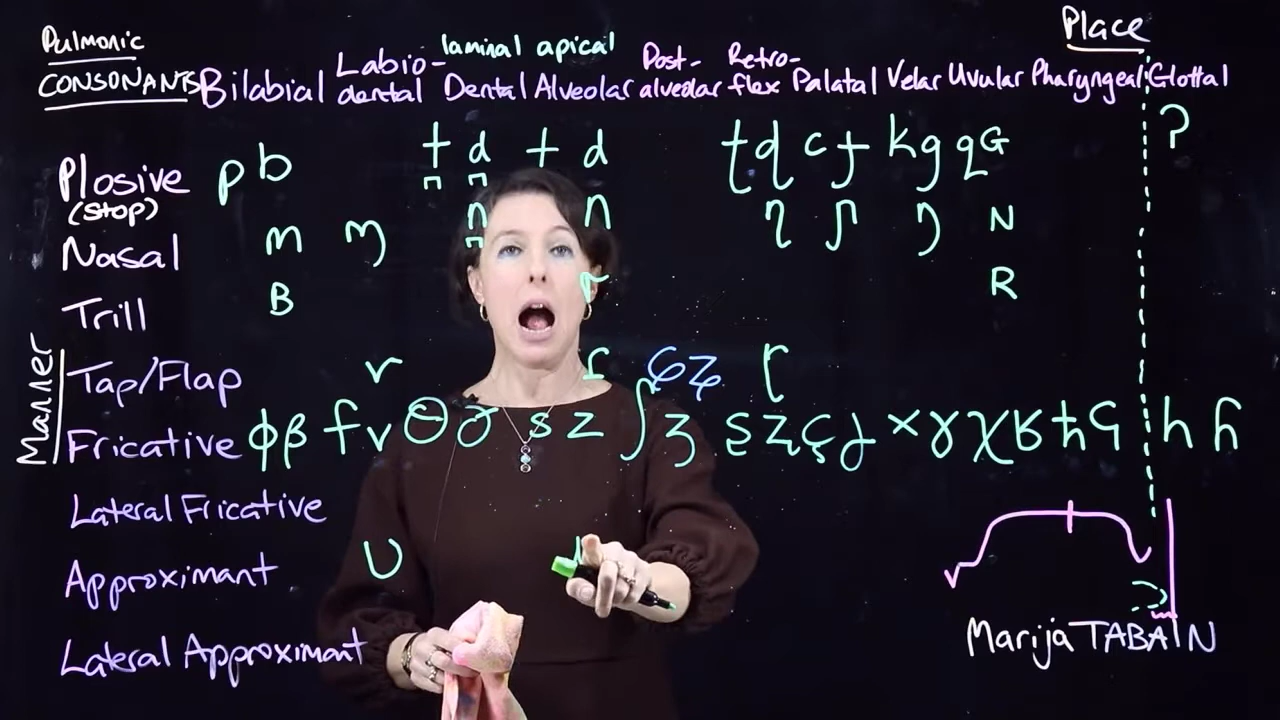 Pulmonic Place
CONSONANTS Bilabial Labio-dental laminal Dental apical Alveolar Post-alveolar Retro-flex Palatal Velar Uvular Pharyngeal Glottal
Plosive (stop) p b t̪ d̪ t d ʈ ɖ c ɟ k g q ɢ ʔ
Nasal m ɱ n̪ n ɳ ɲ ŋ ɴ
Trill ʙ r ʀ
Manner
Tap/Flap ⱱ ɾ ɕ ʑ ɽ
Fricative ɸ β f v θ ð s z ʃ ʒ ʂ ʐ ç ʝ x ɣ χ ʁ ħ ʕ h ɦ
Lateral Fricative
Approximant ʋ
Lateral Approximant
Marija TABAIN